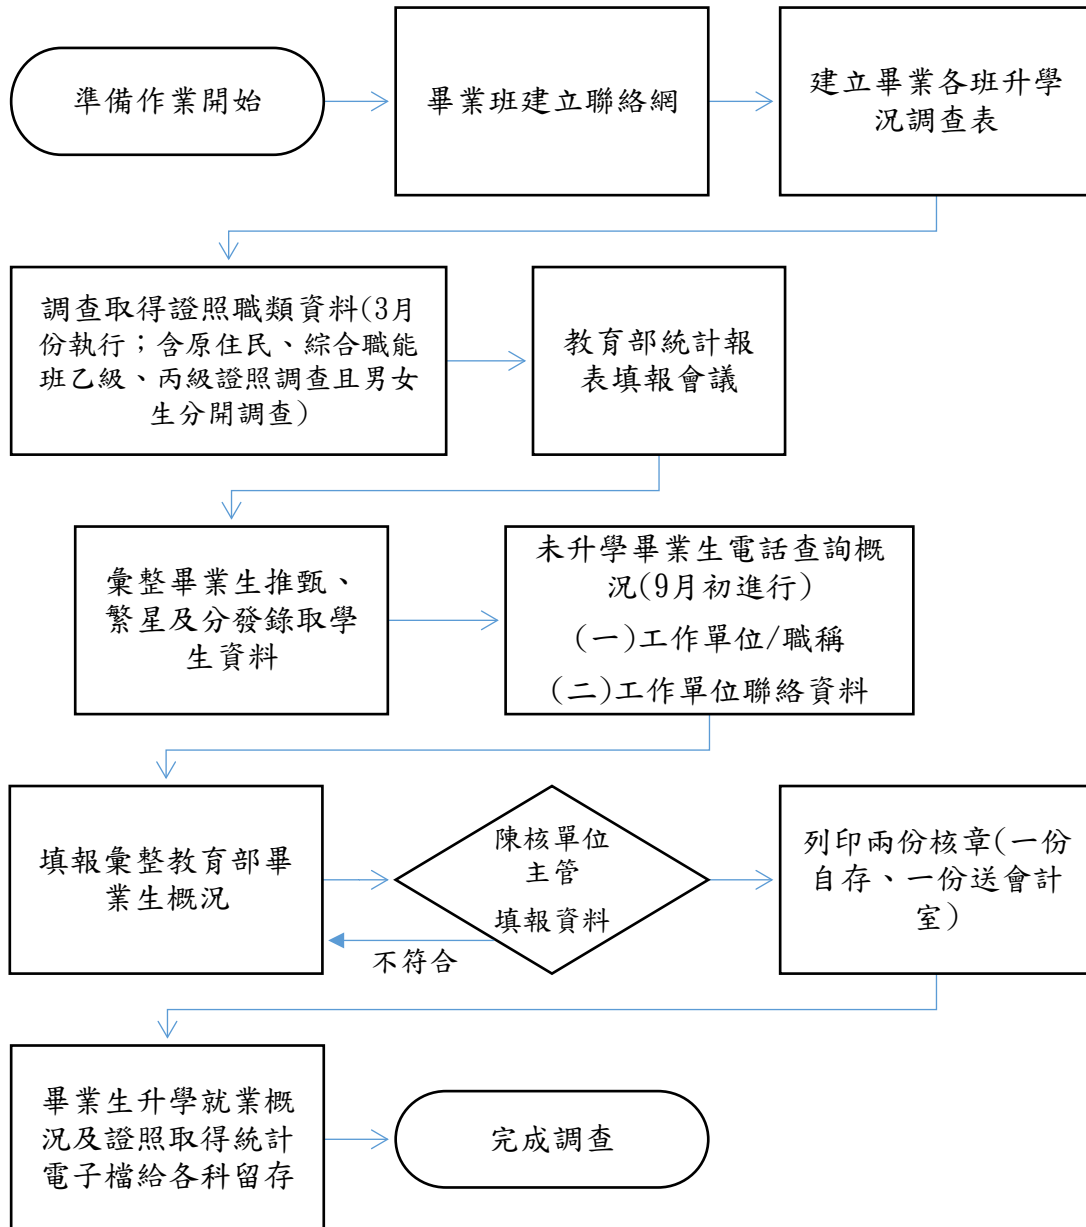 準備作業開始
畢業班建立聯絡網
建立畢業各班升學
況調查表
調查取得證照職類資料(3月
份執行；含原住民、綜合職能
班乙級、丙級證照調查且男女
生分開調查)
教育部統計報
表填報會議
彙整畢業生推甄、
繁星及分發錄取學
生資料
未升學畢業生電話查詢概
況(9月初進行)
(一)工作單位/職稱
(二)工作單位聯絡資料
填報彙整教育部畢
業生概況
陳核單位
主管
填報資料
不符合
列印兩份核章(一份
自存、一份送會計
室)
畢業生升學就業概
況及證照取得統計
電子檔給各科留存
完成調查